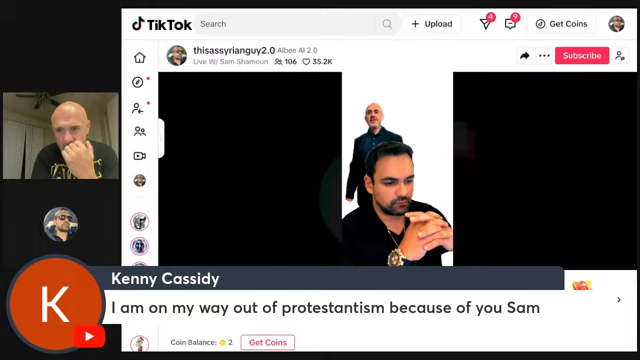 TikTok
Search
+ Upload
4
9
Get Coins
thisassyrianguy2.0 Albee AI 2.0
Live W/ Sam Shamoun 106 35.2K
Subscribe
Kenny Cassidy
K
I am on my way out of protestantism because of you Sam
Coin Balance: 2 Get Coins